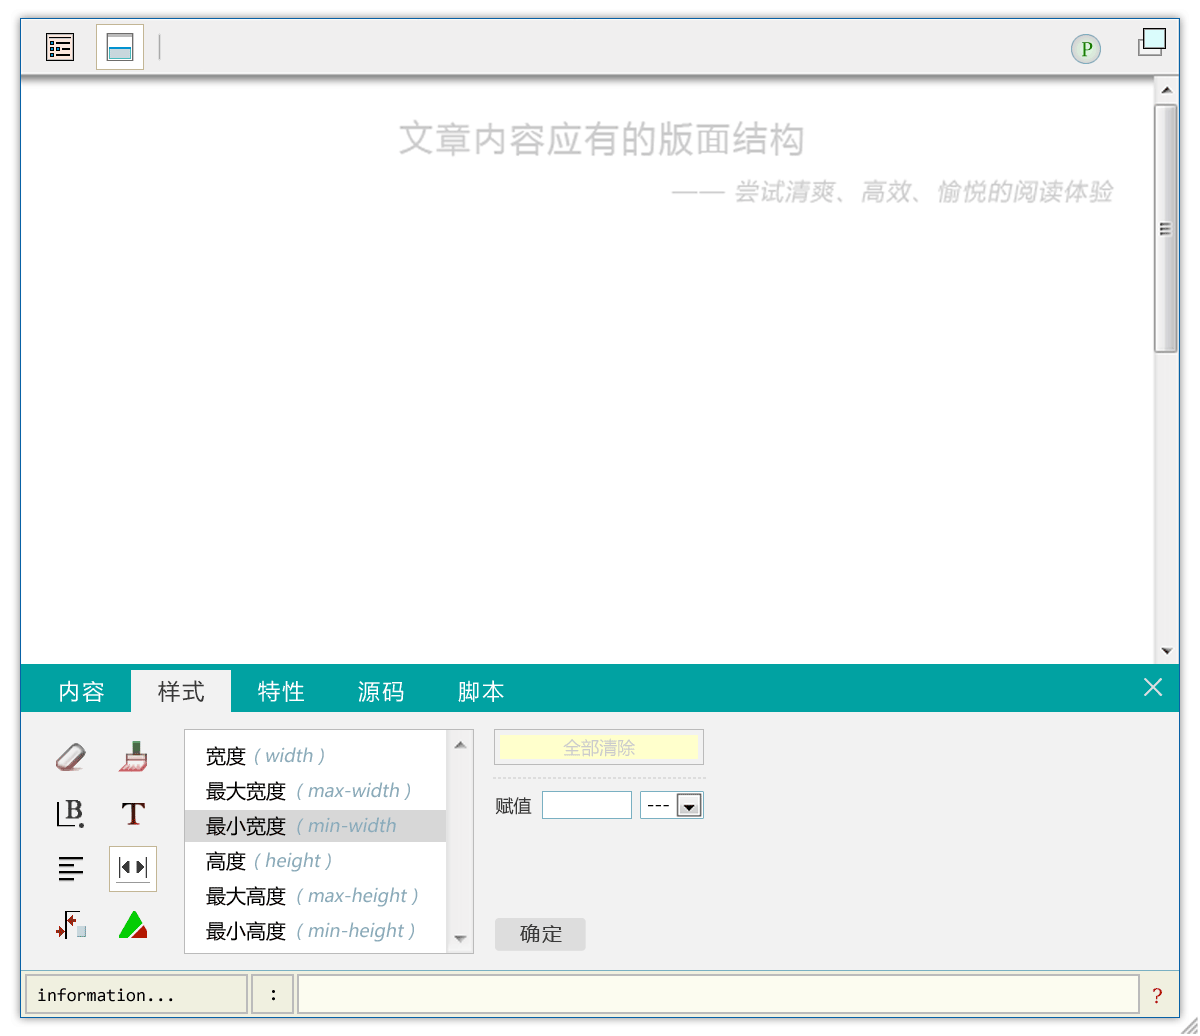 P
文章内容应有的版面结构
—— 尝试清爽、高效、愉悦的阅读体验
内容 样式 特性 源码 脚本
全部清除
宽度 ( width )
最大宽度 ( max-width )
最小宽度 ( min-width
高度 ( height )
最大高度 ( max-height )
最小高度 ( min-height )
赋值 ---
B T
确定
information... : ?